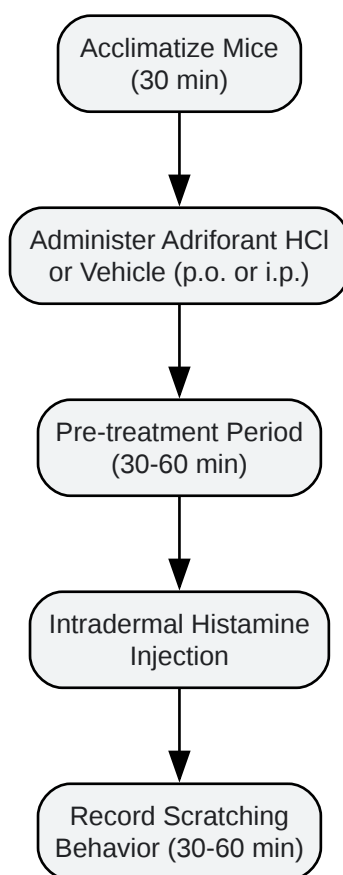 Acclimatize Mice
(30 min)
Administer Adriforant HCl
or Vehicle (p.o. or i.p.)
Pre-treatment Period
(30-60 min)
Intradermal Histamine
Injection
Record Scratching
Behavior (30-60 min)